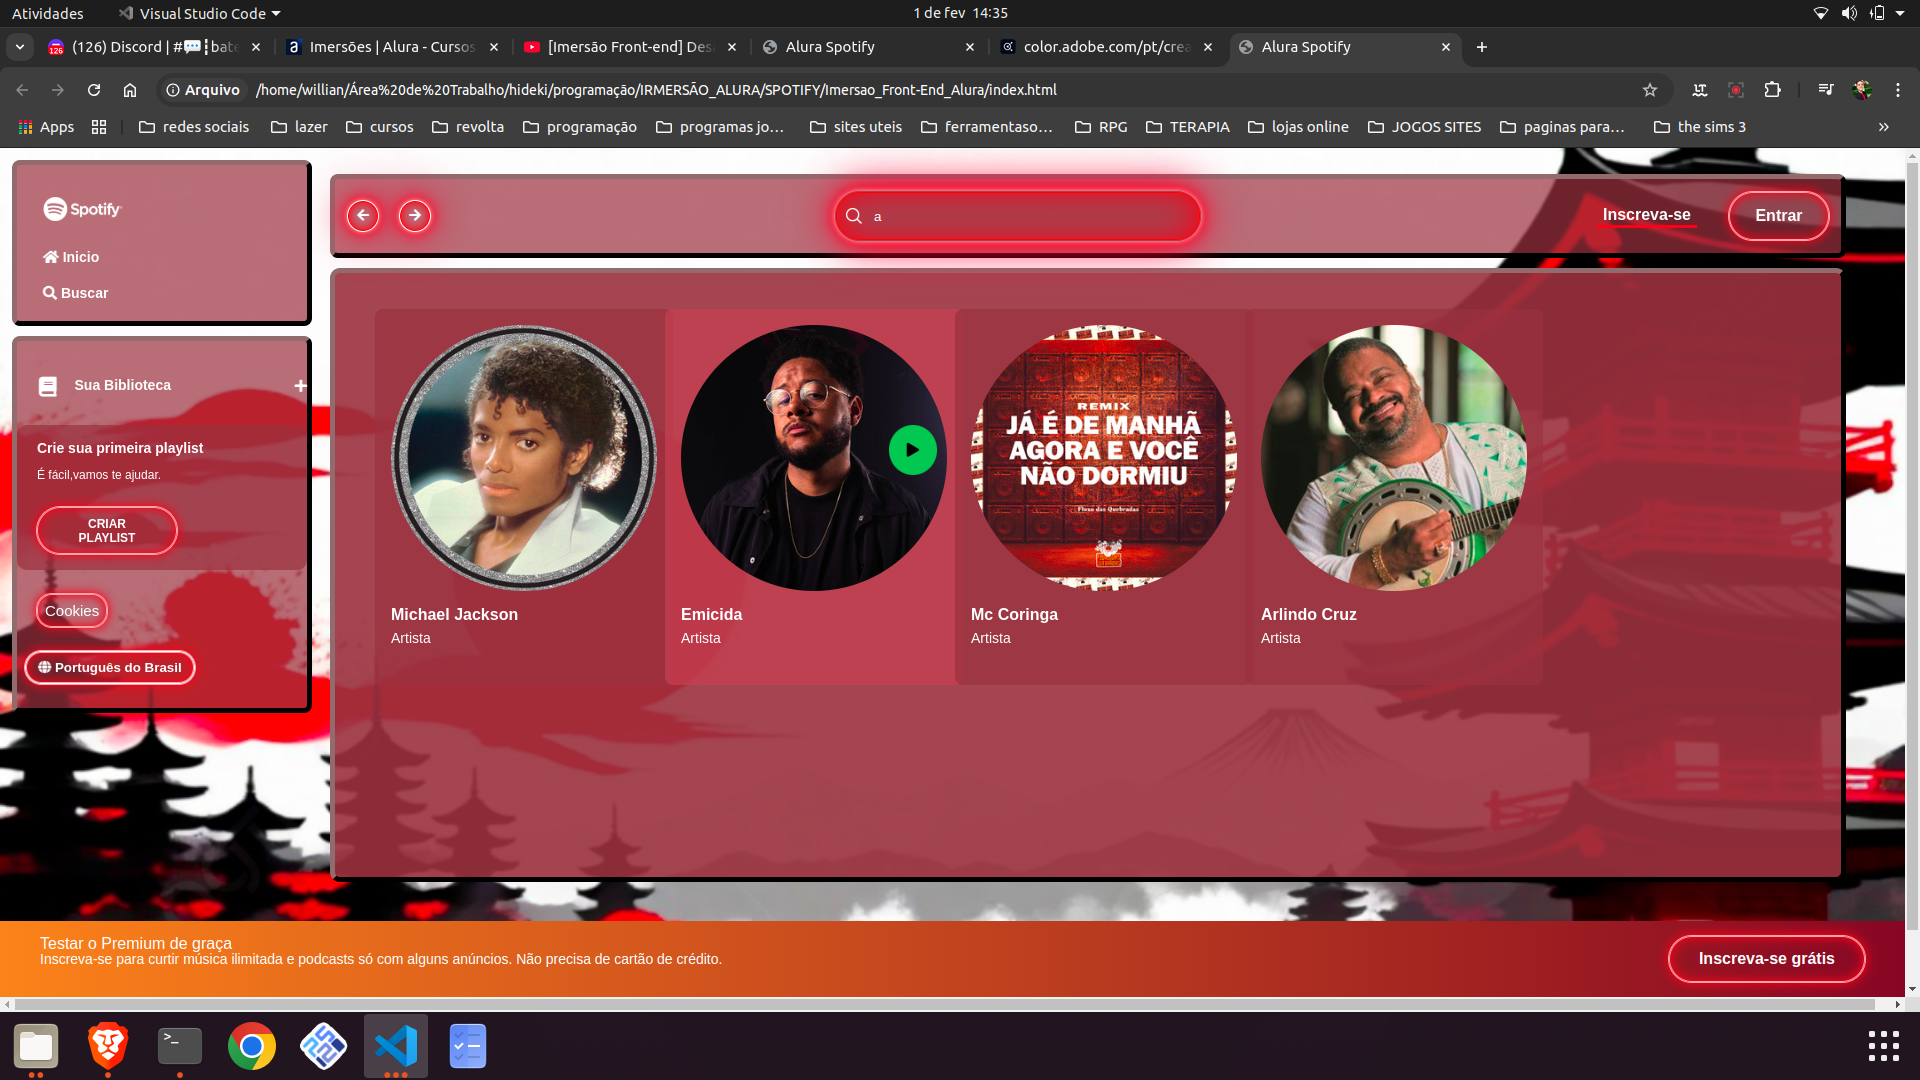 Atividades
Visual Studio Code
1 de fev 14:35
(126) Discord | #
Imersões | Alura - Cursos
[Imersão Front-end] Des
Alura Spotify
color.adobe.com/pt/crea
Alura Spotify
Arquivo
/home/willian/Área%20de%20Trabalho/hideki/programação/IRMERSÃO_ALURA/SPOTIFY/Imersao_Front-End_Alura/index.html
Apps
redes sociais
lazer
cursos
revolta
programação
programas jo…
sites uteis
ferramentaso…
RPG
TERAPIA
lojas online
JOGOS SITES
paginas para…
the sims 3
Spotify
Inicio
Buscar
a
Inscreva-se
Entrar
Sua Biblioteca
Crie sua primeira playlist
É fácil,vamos te ajudar.
CRIAR
PLAYLIST
Cookies
Português do Brasil
REMIX
JÁ É DE MANHÃ
AGORA E VOCÊ
NÃO DORMIU
Fluxo das Quebradas
Michael Jackson
Artista
Emicida
Artista
Mc Coringa
Artista
Arlindo Cruz
Artista
Testar o Premium de graça
Inscreva-se para curtir música ilimitada e podcasts só com alguns anúncios. Não precisa de cartão de crédito.
Inscreva-se grátis